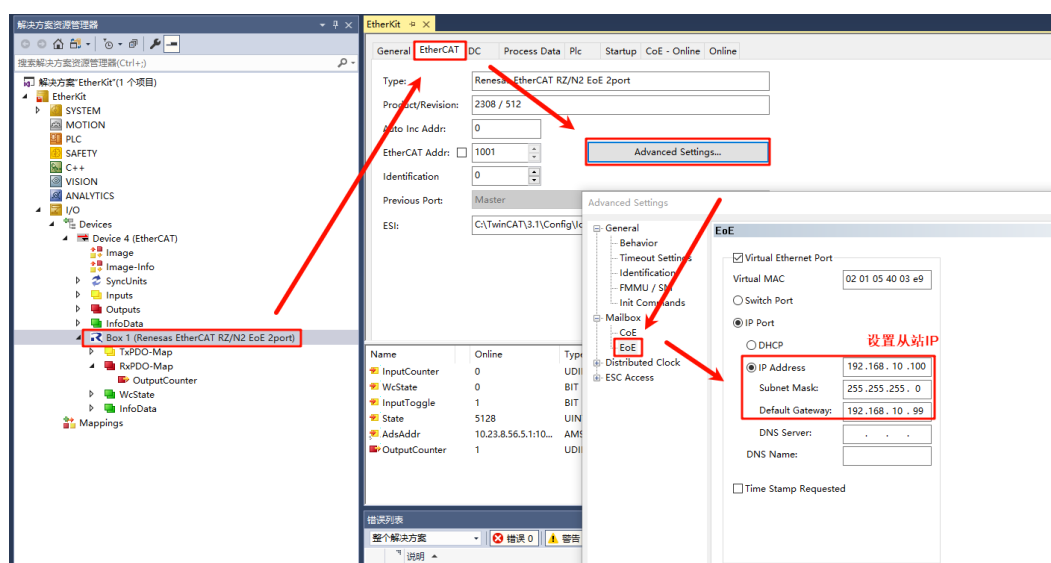 解决方案资源管理器
搜索解决方案资源管理器(Ctrl+;)
解决方案"EtherKit"(1 个项目)
EtherKit
SYSTEM
MOTION
PLC
SAFETY
C++
VISION
ANALYTICS
I/O
Devices
Device 4 (EtherCAT)
Image
Image-Info
SyncUnits
Inputs
Outputs
InfoData
Box 1 (Renesas EtherCAT RZ/N2 EoE 2port)
TxPDO-Map
RxPDO-Map
OutputCounter
WcState
InfoData
Mappings
EtherKit
General EtherCAT DC Process Data Plc Startup CoE - Online Online
Type: Renesas EtherCAT RZ/N2 EoE 2port
Product/Revision: 2308 / 512
Auto Inc Addr: 0
EtherCAT Addr: 1001 Advanced Settings...
Identification 0
Previous Port: Master
ESI: C:\TwinCAT\3.1\Config\Io
Name Online Type
InputCounter 0 UDI
WcState 0 BIT
InputToggle 1 BIT
State 5128 UIN
AdsAddr 10.23.8.56.5.1:10... AMS
OutputCounter 1 UDI
错误列表
整个解决方案 错误 0 警告
说明
Advanced Settings
General
Behavior
Timeout Settings
Identification
FMMU / SM
Init Commands
Mailbox
CoE
EoE
Distributed Clock
ESC Access
EoE
Virtual Ethernet Port
Virtual MAC 02 01 05 40 03 e9
Switch Port
IP Port
设置从站IP
DHCP
IP Address 192 .168 . 10 .100
Subnet Mask: 255 .255 .255 . 0
Default Gateway: 192 .168 . 10 . 99
DNS Server: . . .
DNS Name:
Time Stamp Requested